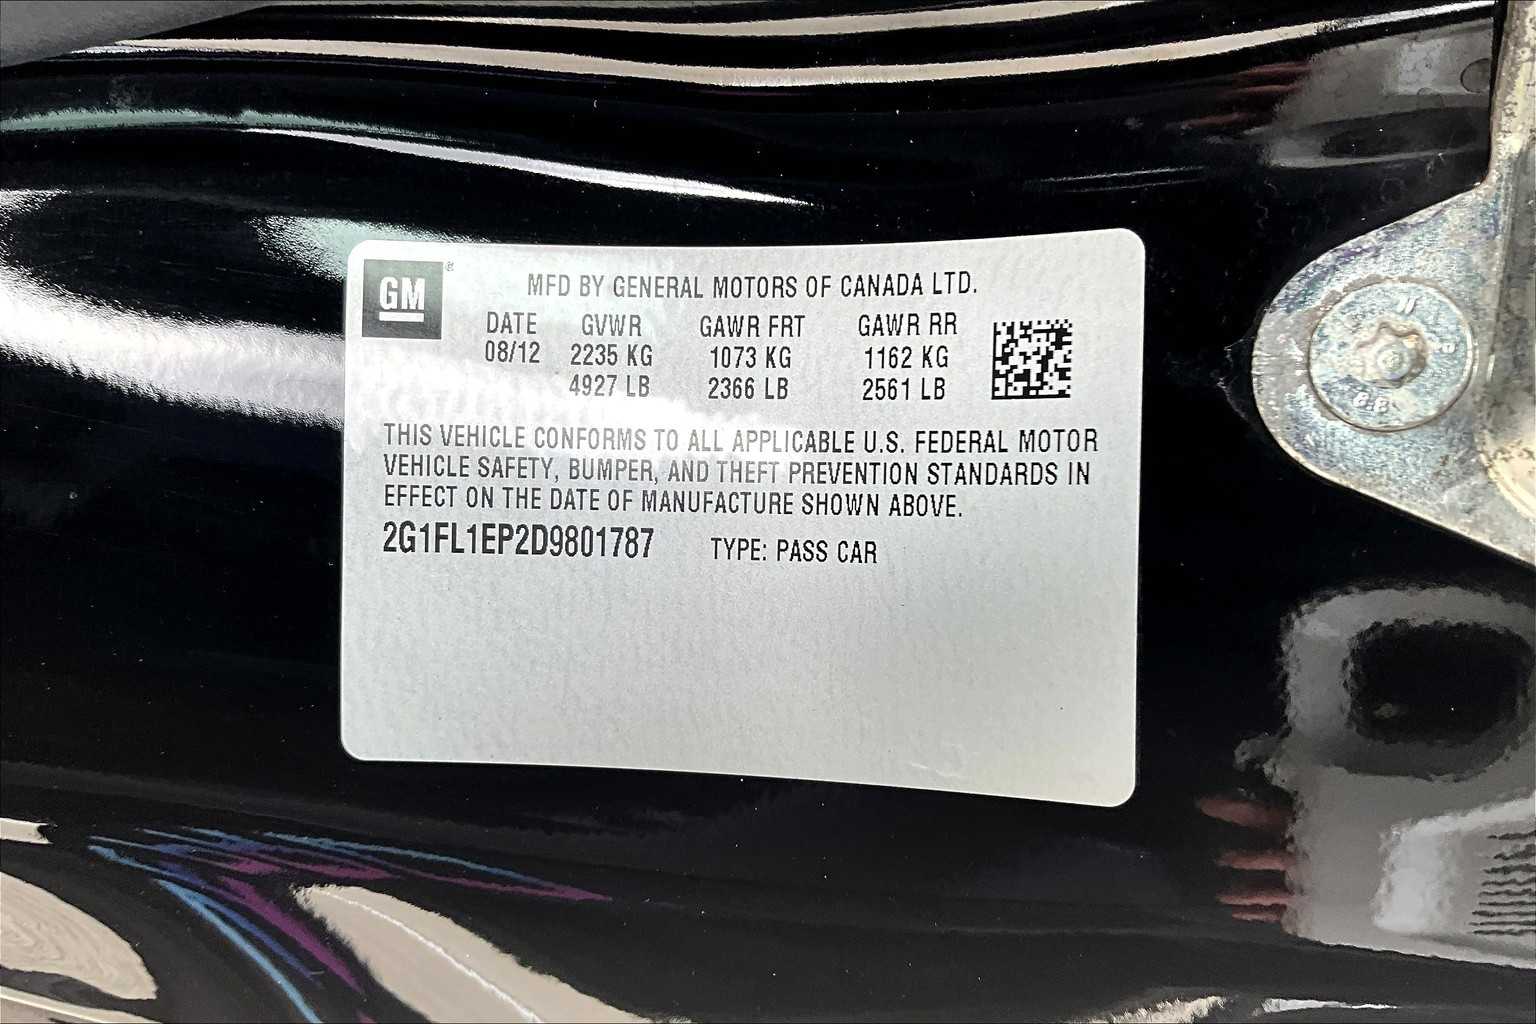 GM®
MFD BY GENERAL MOTORS OF CANADA LTD.
DATE GVWR GAWR FRT GAWR RR
08/12 2235 KG 1073 KG 1162 KG
4927 LB 2366 LB 2561 LB
THIS VEHICLE CONFORMS TO ALL APPLICABLE U.S. FEDERAL MOTOR
VEHICLE SAFETY, BUMPER, AND THEFT PREVENTION STANDARDS IN
EFFECT ON THE DATE OF MANUFACTURE SHOWN ABOVE.
2G1FL1EP2D9801787 TYPE: PASS CAR
8.8